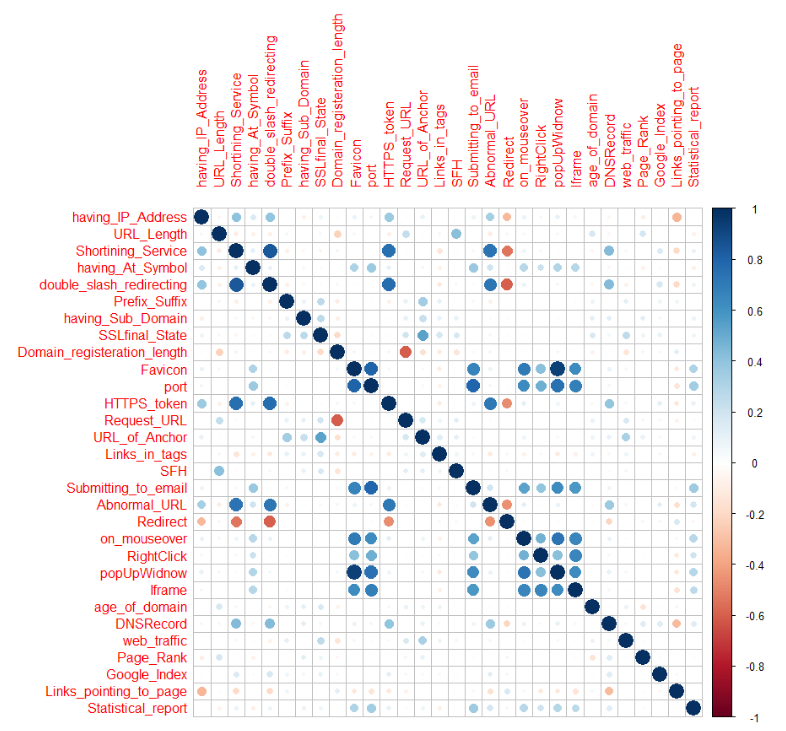 having_IP_Address
URL_Length
Shortining_Service
having_At_Symbol
double_slash_redirecting
Prefix_Suffix
having_Sub_Domain
SSLfinal_State
Domain_registeration_length
Favicon
port
HTTPS_token
Request_URL
URL_of_Anchor
Links_in_tags
SFH
Submitting_to_email
Abnormal_URL
Redirect
on_mouseover
RightClick
popUpWidnow
Iframe
age_of_domain
DNSRecord
web_traffic
Page_Rank
Google_Index
Links_pointing_to_page
Statistical_report
having_IP_Address
URL_Length
Shortining_Service
having_At_Symbol
double_slash_redirecting
Prefix_Suffix
having_Sub_Domain
SSLfinal_State
Domain_registeration_length
Favicon
port
HTTPS_token
Request_URL
URL_of_Anchor
Links_in_tags
SFH
Submitting_to_email
Abnormal_URL
Redirect
on_mouseover
RightClick
popUpWidnow
Iframe
age_of_domain
DNSRecord
web_traffic
Page_Rank
Google_Index
Links_pointing_to_page
Statistical_report
1
0.8
0.6
0.4
0.2
0
-0.2
-0.4
-0.6
-0.8
-1